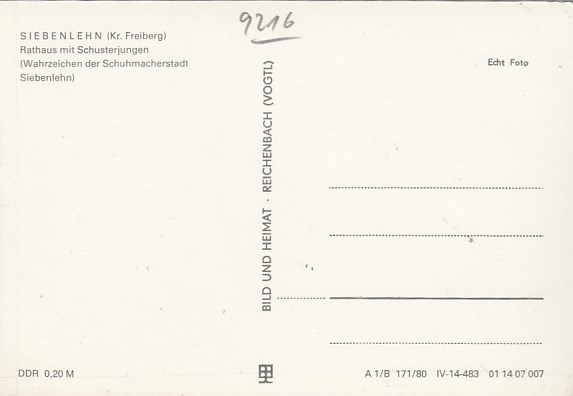 9216
SIEBENLEHN (Kr. Freiberg)
Rathaus mit Schusterjungen
(Wahrzeichen der Schuhmacherstadt
Siebenlehn)
Echt Foto
BILD UND HEIMAT · REICHENBACH (VOGTL)
DDR 0,20 M
A 1/B 171/80 IV-14-483 01 14 07 007